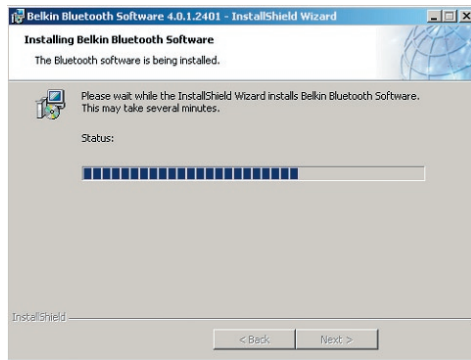 Belkin Bluetooth Software 4.0.1.2401 - InstallShield Wizard
Installing Belkin Bluetooth Software
The Bluetooth software is being installed.
Please wait while the InstallShield Wizard installs Belkin Bluetooth Software.
This may take several minutes.
Status:
InstallShield
< Back
Next >